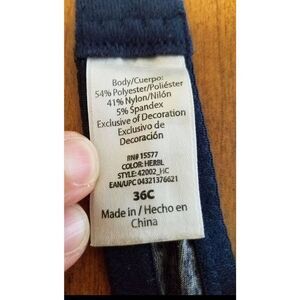 Body/Cuerpo:
54% Polyester/Poliéster
41% Nylon/Nilón
5% Spandex
Exclusive of Decoration
Exclusivo de
Decoración
RN# 15577
COLOR: HERBL
STYLE: 42002_HC
EAN/UPC 04321376621
36C
Made in / Hecho en
China